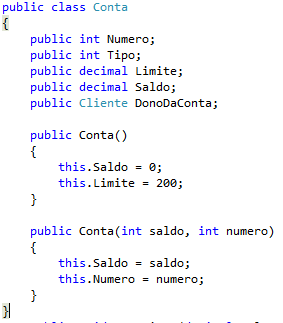 public class Conta
{
public int Numero;
public int Tipo;
public decimal Limite;
public decimal Saldo;
public Cliente DonoDaConta;
public Conta()
{
this.Saldo = 0;
this.Limite = 200;
}
public Conta(int saldo, int numero)
{
this.Saldo = saldo;
this.Numero = numero;
}
}